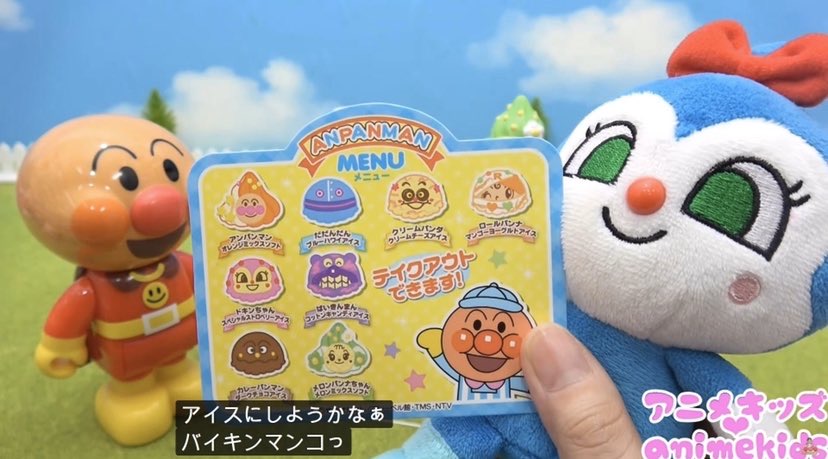 ANPANMAN
MENU
メニュー
アンパンマン
オレンジミックスソフト
だだんだん
ブルーハワイアイス
クリームパンダ
クリームチーズアイス
ロールパンナ
マンゴーヨーグルトアイス
ドキンちゃん
スペシャルストロベリーアイス
ばいきんまん
コットンキャンディアイス
テイクアウト
できます!
カレーパンマン
ダークチョコアイス
メロンパンナちゃん
メロンミックスソフト
ベル館・TMS・NTV
アイスにしようかなぁ
バイキンマンコっ
アニメキッズ
animekids